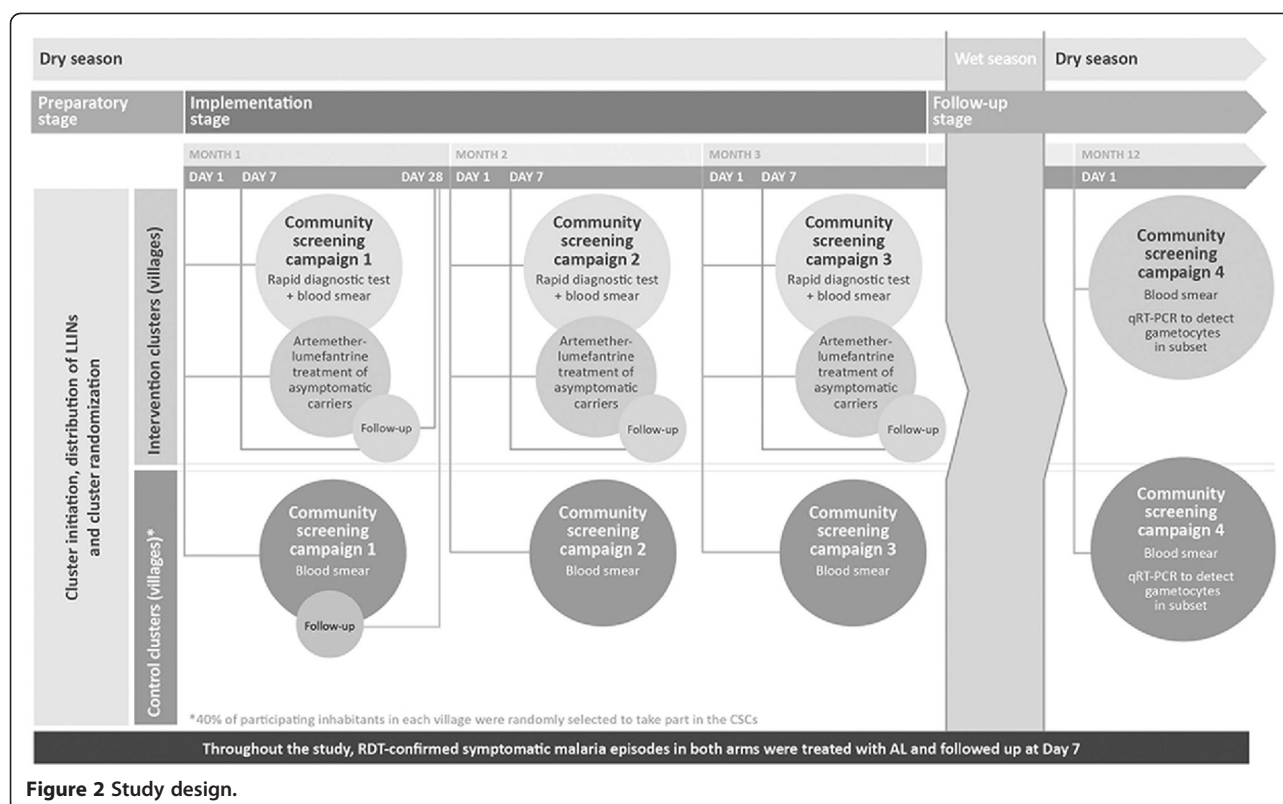 Dry season
Wet season
Dry season
Preparatory
stage
Implementation
stage
Follow-up
stage
MONTH 1
MONTH 2
MONTH 3
MONTH 12
DAY 1
DAY 7
DAY 28
DAY 1
DAY 7
DAY 1
DAY 7
DAY 1
Cluster initiation, distribution of LLINs
and cluster randomization
Intervention clusters (villages)
Community
screening
campaign 1
Rapid diagnostic test
+ blood smear
Artemether-
lumefantrine
treatment of
asymptomatic
carriers
Follow-up
Community
screening
campaign 2
Rapid diagnostic test
+ blood smear
Artemether-
lumefantrine
treatment of
asymptomatic
carriers
Follow-up
Community
screening
campaign 3
Rapid diagnostic test
+ blood smear
Artemether-
lumefantrine
treatment of
asymptomatic
carriers
Follow-up
Community
screening
campaign 4
Blood smear
qRT-PCR to detect
gametocytes
in subset
Control clusters (villages)*
Community
screening
campaign 1
Blood smear
Follow-up
Community
screening
campaign 2
Blood smear
Community
screening
campaign 3
Blood smear
Community
screening
campaign 4
Blood smear
qRT-PCR to detect
gametocytes
in subset
*40% of participating inhabitants in each village were randomly selected to take part in the CSCs
Throughout the study, RDT-confirmed symptomatic malaria episodes in both arms were treated with AL and followed up at Day 7
Figure 2 Study design.